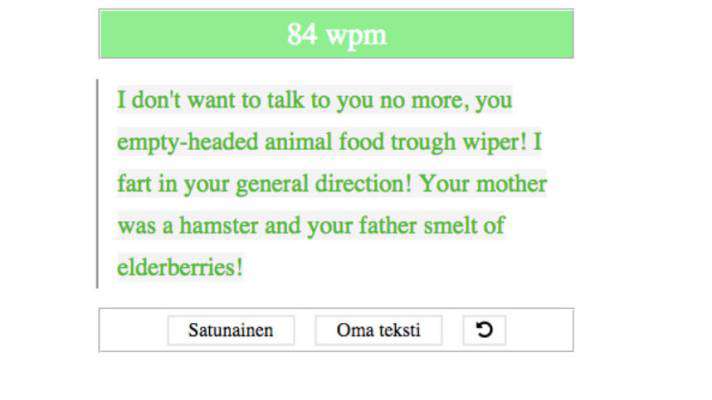 84 wpm
I don't want to talk to you no more, you
empty-headed animal food trough wiper! I
fart in your general direction! Your mother
was a hamster and your father smelt of
elderberries!
Satunainen
Oma teksti